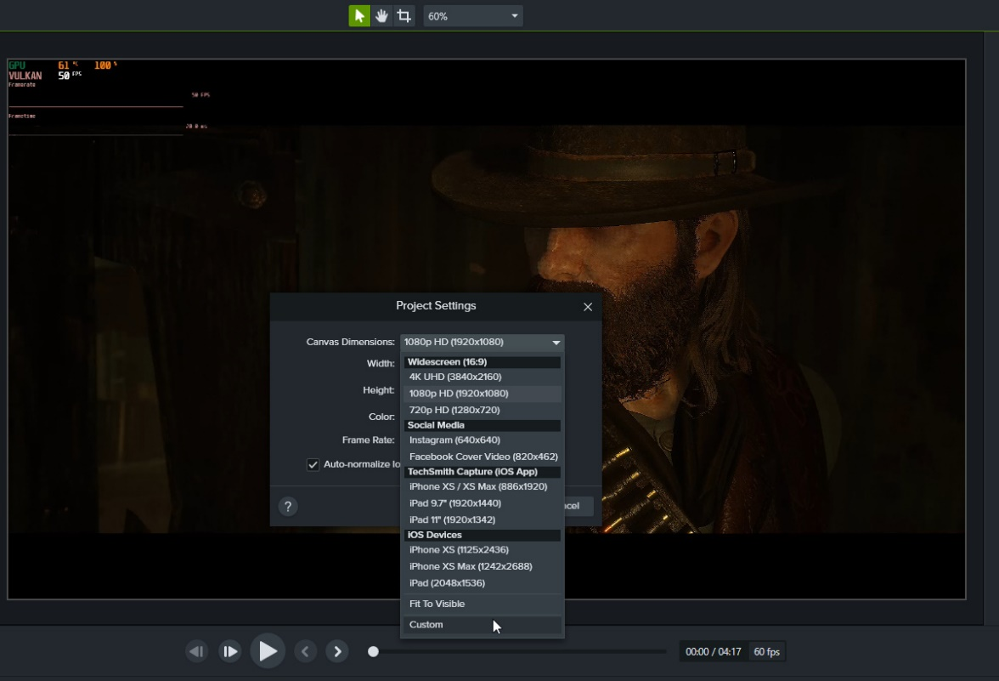 60%
GPU 61 °C 100 %
VULKAN 50 FPS
Framerate
50 FPS
Frametime
20.0 ms
Project Settings
Canvas Dimensions: 1080p HD (1920x1080)
Width:
Height:
Color:
Frame Rate:
Auto-normalize lo
?
ncel
Widescreen (16:9)
4K UHD (3840x2160)
1080p HD (1920x1080)
720p HD (1280x720)
Social Media
Instagram (640x640)
Facebook Cover Video (820x462)
TechSmith Capture (iOS App)
iPhone XS / XS Max (886x1920)
iPad 9.7" (1920x1440)
iPad 11" (1920x1342)
iOS Devices
iPhone XS (1125x2436)
iPhone XS Max (1242x2688)
iPad (2048x1536)
Fit To Visible
Custom
00:00 / 04:17 60 fps